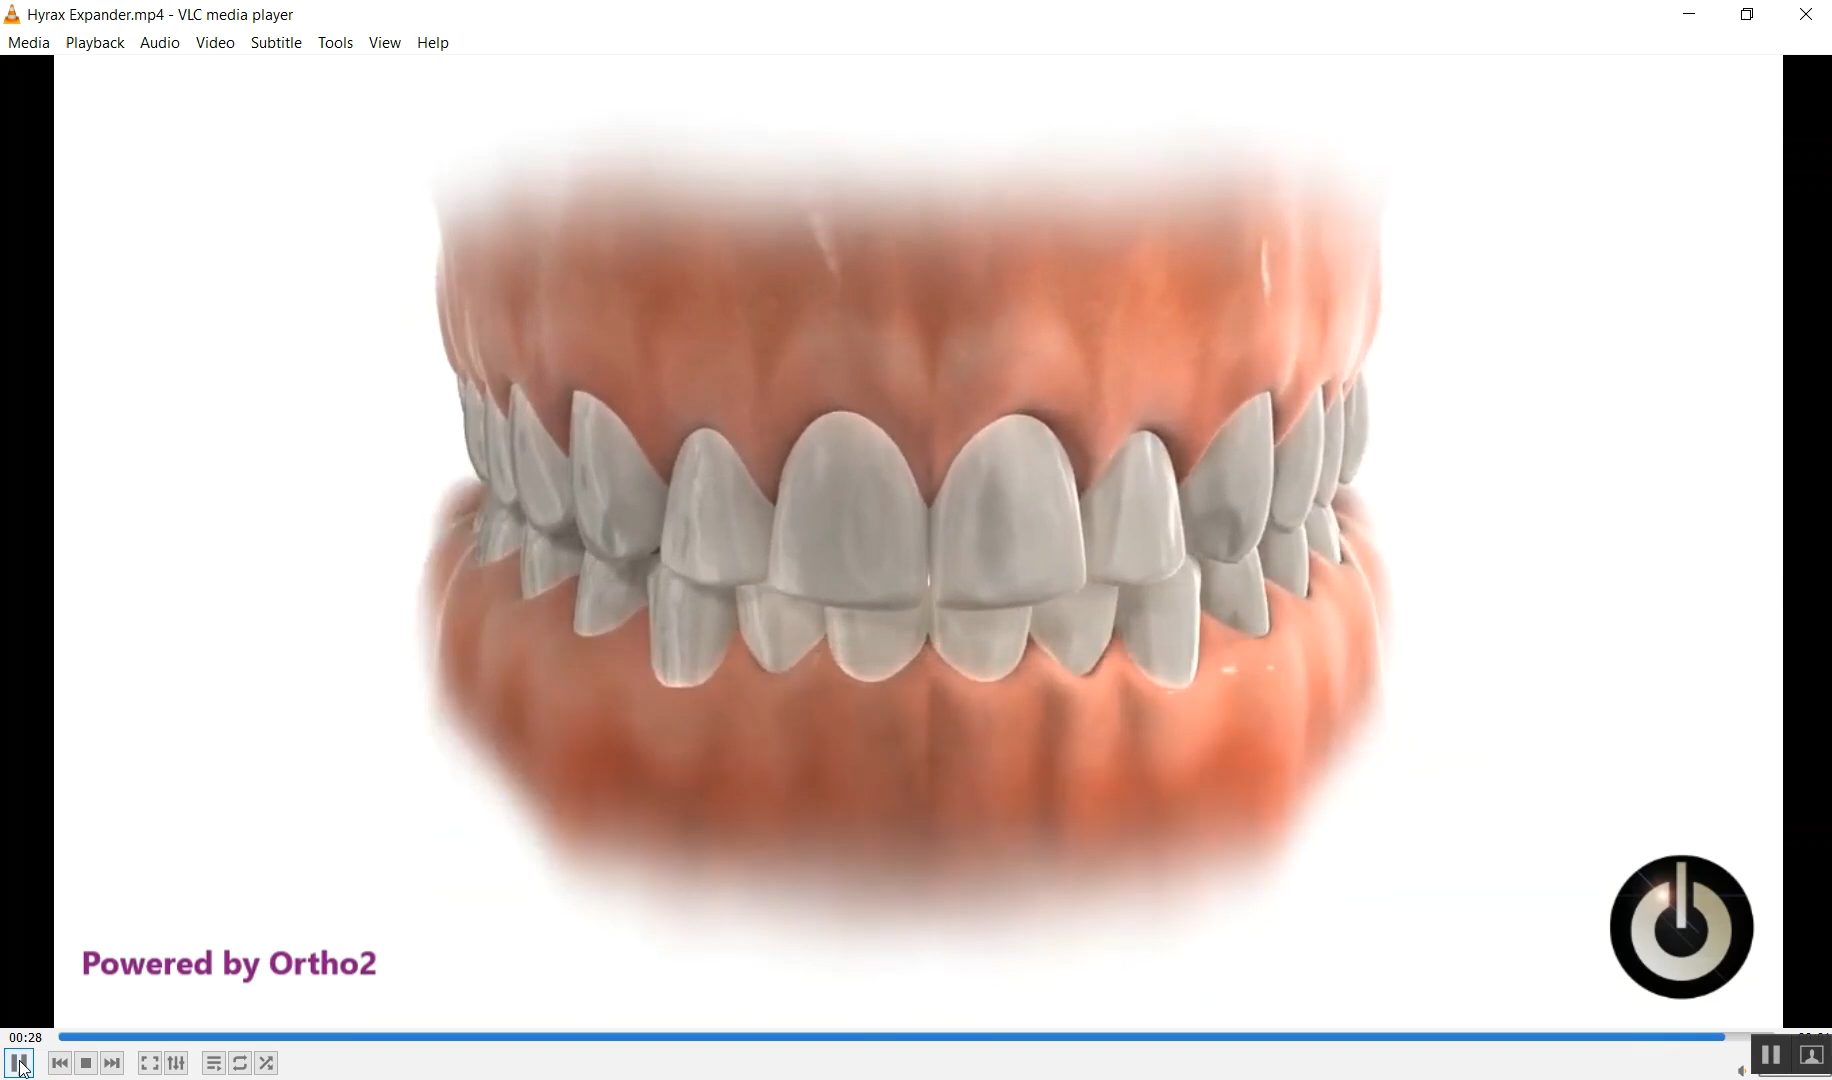 Hyrax Expander.mp4 - VLC media player
Media Playback Audio Video Subtitle Tools View Help
Powered by Ortho2
00:28